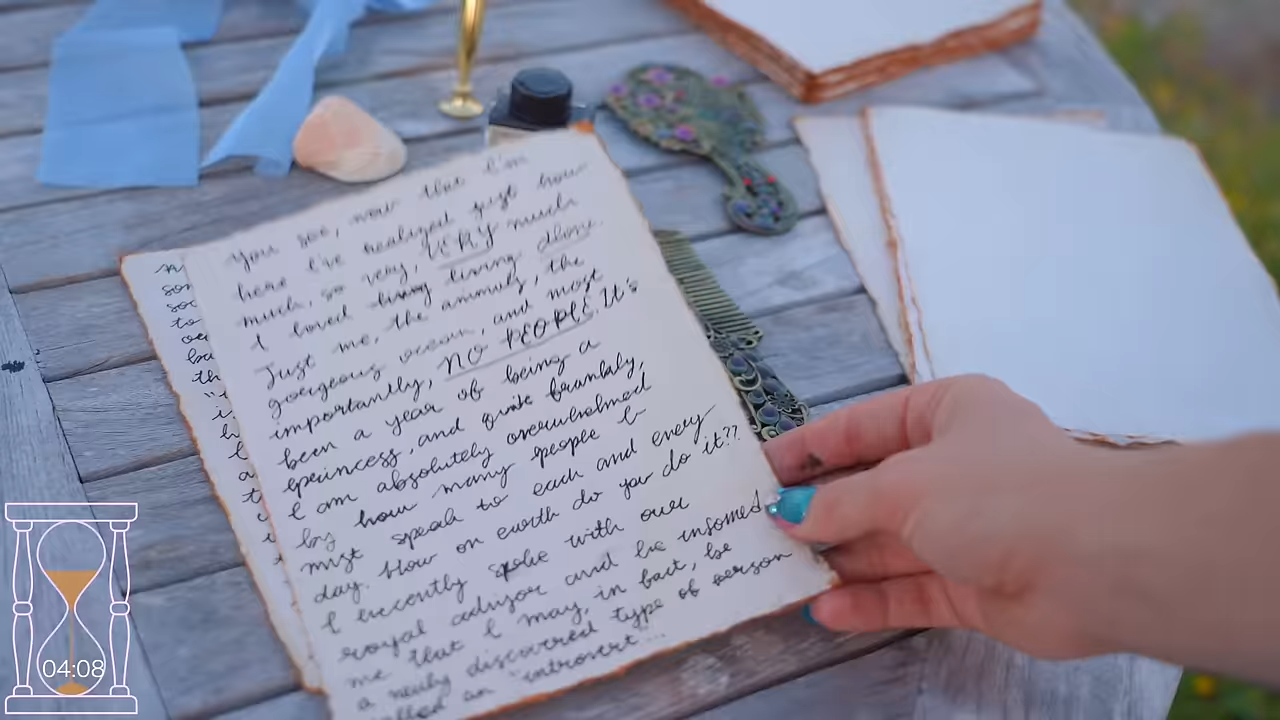 You see, now that I'm
here I've realized just how
much, so very, VERY much
I loved living living alone.
Just me, the animals, the
gorgeous ocean, and most
importantly, NO PEOPLE. It's
been a year of being a
princess, and quite frankly,
I am absolutely overwhelmed
by how many people I
must speak to each and every
day. How on earth do you do it??
I recently spoke with our
royal advisor and he insomed
me that I may, in fact, be
a newly discovered type of person
called an "introvert"...
04:08